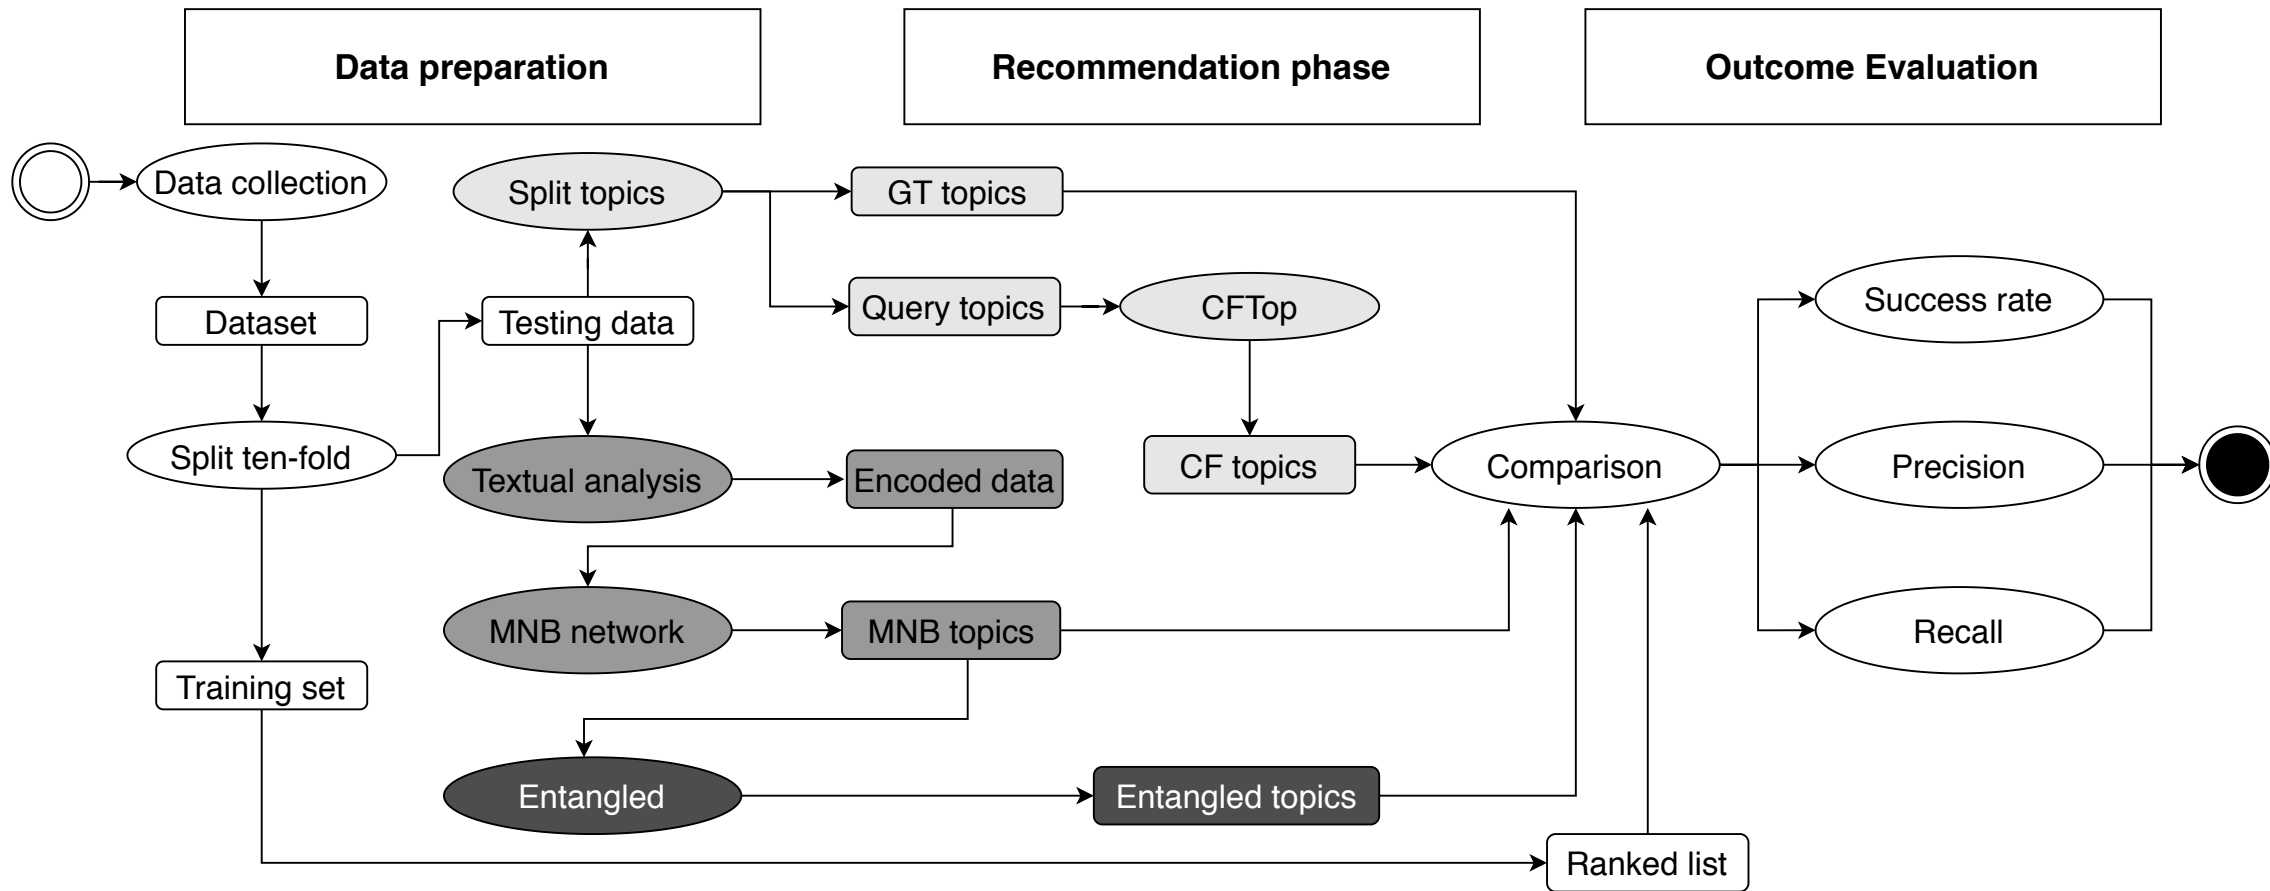 Data preparation
Recommendation phase
Outcome Evaluation
Data collection
Split topics
GT topics
Query topics
CFTop
Success rate
Dataset
Testing data
Split ten-fold
Textual analysis
Encoded data
CF topics
Comparison
Precision
MNB network
MNB topics
Recall
Training set
Entangled
Entangled topics
Ranked list